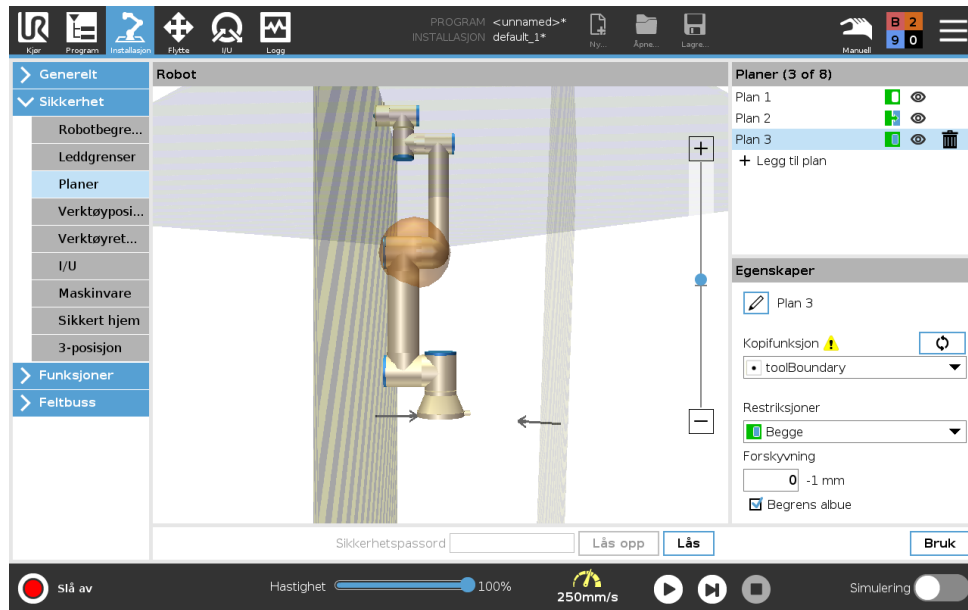 PROGRAM <unnamed>*
INSTALLASJON default_1*
Kjør
Program
Installasjon
Flytte
I/U
Logg
Ny...
Åpne...
Lagre...
Manuell
B 2
9 0
Generelt
Sikkerhet
Robotbegre...
Leddgrenser
Planer
Verktøyposi...
Verktøyret...
I/U
Maskinvare
Sikkert hjem
3-posisjon
Funksjoner
Feltbuss
Robot
+
−
Planer (3 of 8)
Plan 1
Plan 2
Plan 3
+ Legg til plan
Egenskaper
Plan 3
Kopifunksjon
toolBoundary
Restriksjoner
Begge
Forskyvning
0 -1 mm
Begrens albue
Sikkerhetspassord
Lås opp
Lås
Bruk
Slå av
Hastighet
100%
250mm/s
Simulering